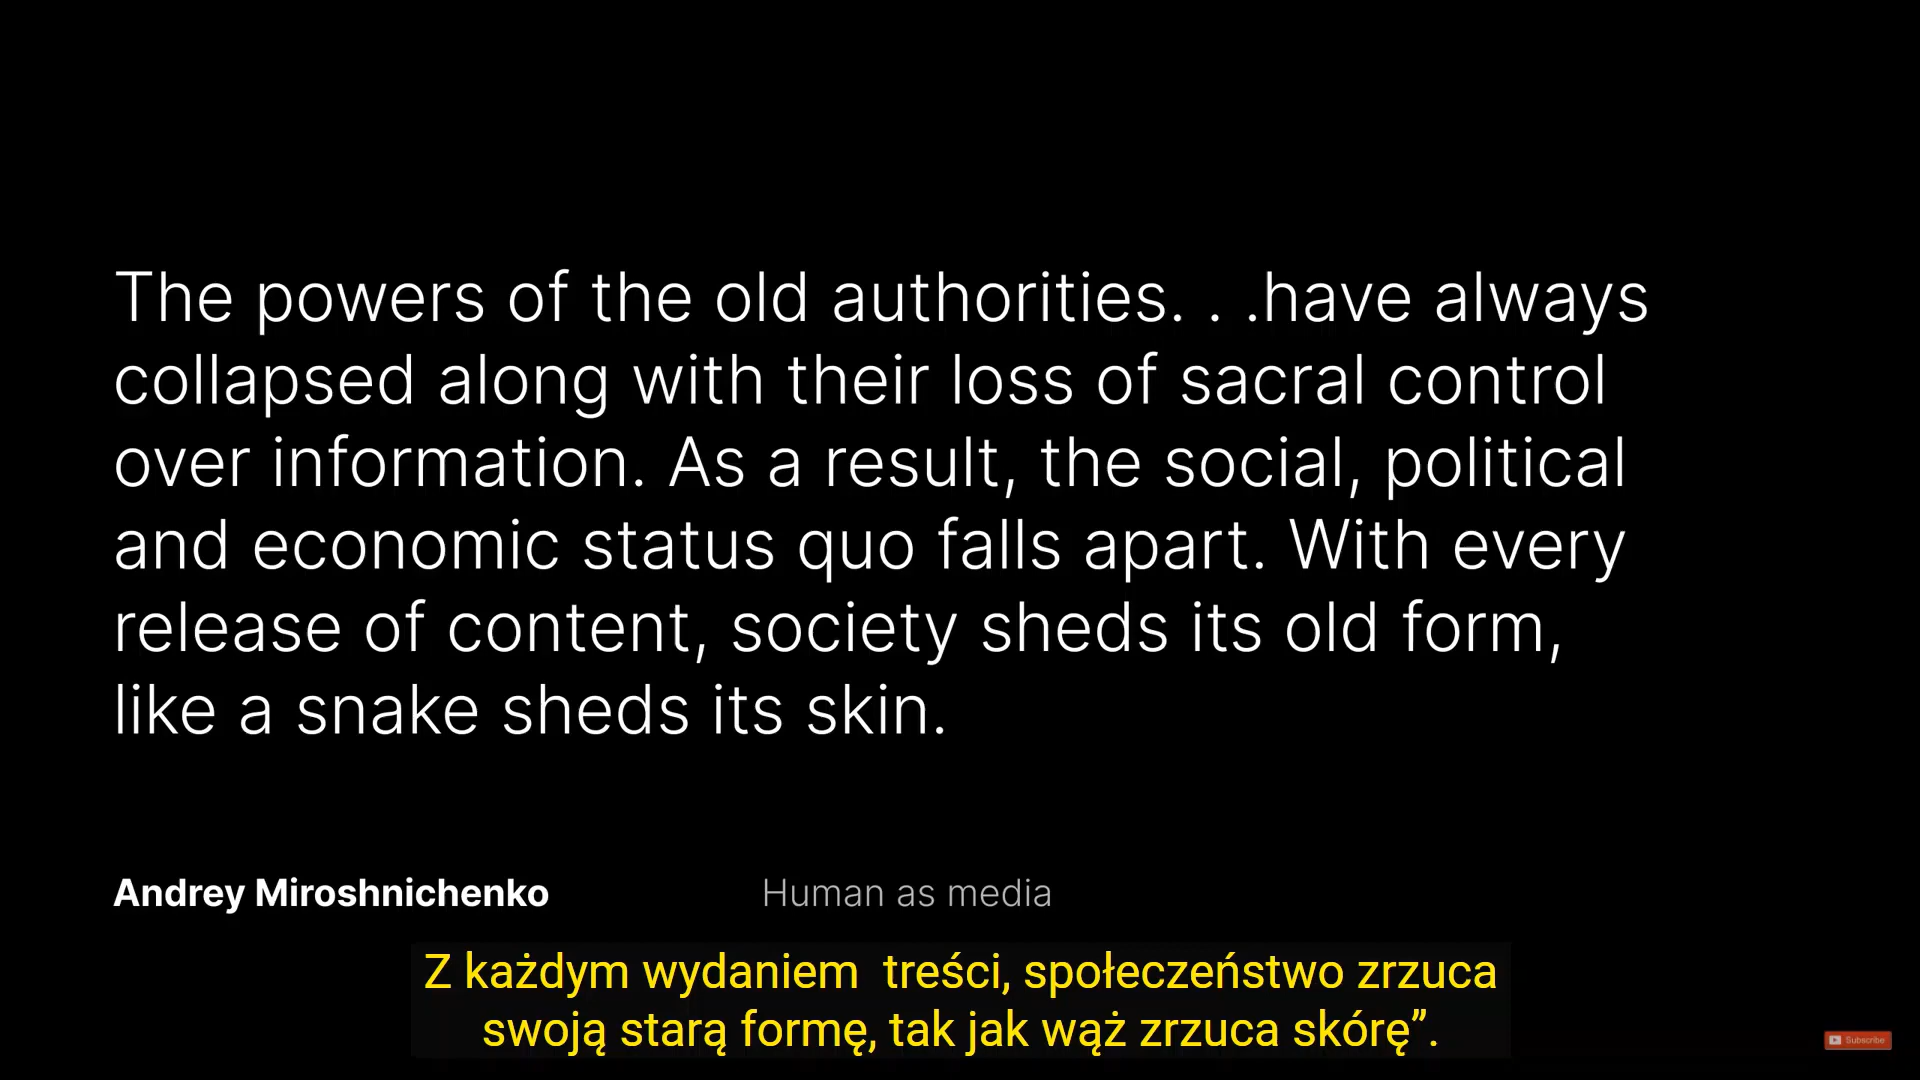 The powers of the old authorities. . .have always
collapsed along with their loss of sacral control
over information. As a result, the social, political
and economic status quo falls apart. With every
release of content, society sheds its old form,
like a snake sheds its skin.
Andrey Miroshnichenko
Human as media
Z każdym wydaniem  treści, społeczeństwo zrzuca
swoją starą formę, tak jak wąż zrzuca skórę”.
Subscribe